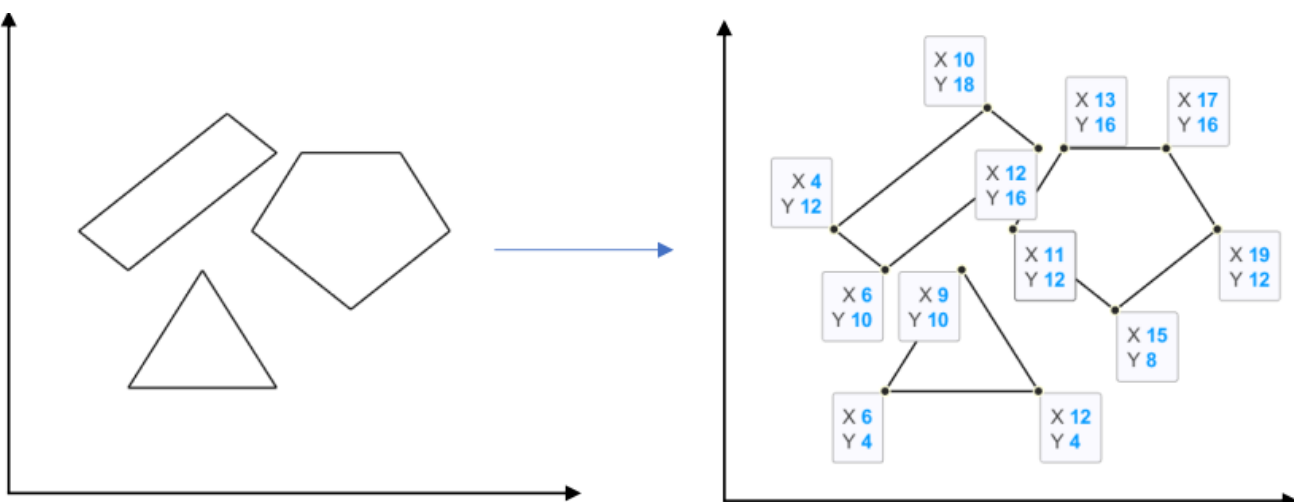 X 10
Y 18
X 13
Y 16
X 17
Y 16
X 4
Y 12
X 12
Y 16
X 11
Y 12
X 19
Y 12
X 6
Y 10
X 9
Y 10
X 15
Y 8
X 6
Y 4
X 12
Y 4